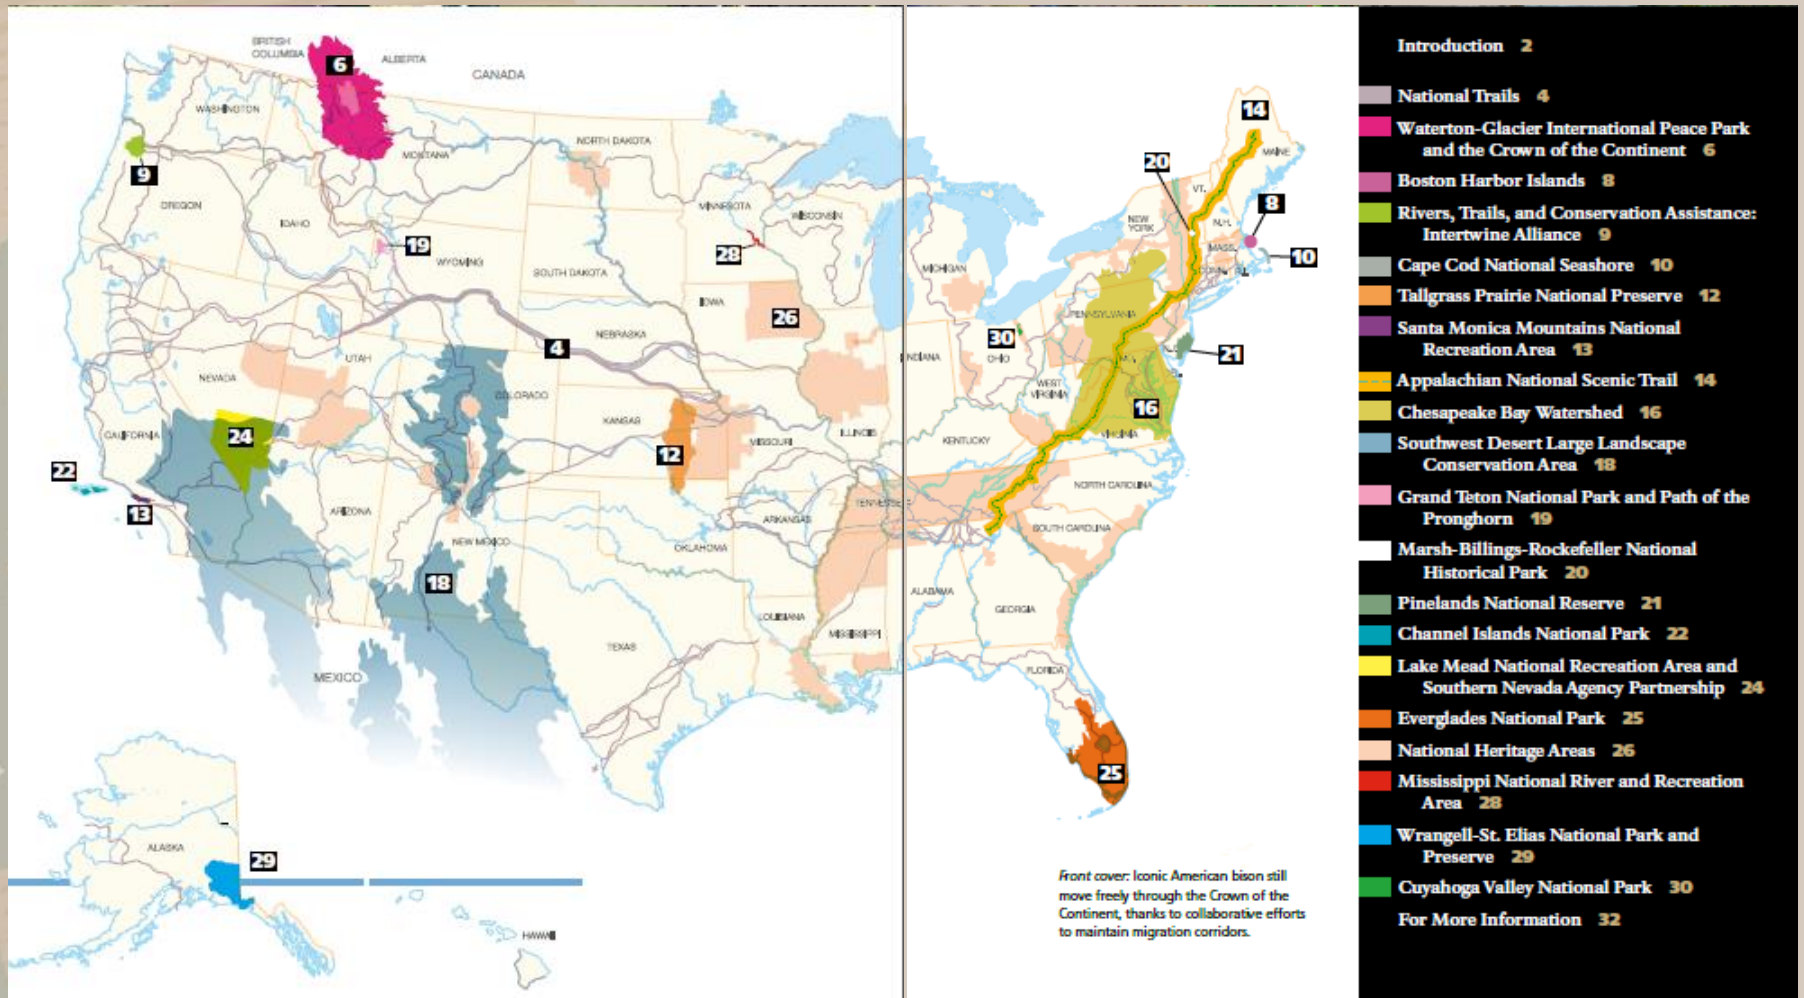 BRITISH
COLUMBIA
ALBERTA
CANADA
6
WASHINGTON
MONTANA
NORTH DAKOTA
9
OREGON
IDAHO
19
WYOMING
SOUTH DAKOTA
MINNESOTA
WISCONSIN
28
MICHIGAN
IOWA
26
NEBRASKA
4
UTAH
NEVADA
COLORADO
CALIFORNIA
24
KANSAS
12
MISSOURI
ILLINOIS
INDIANA
30
OHIO
22
13
ARIZONA
NEW MEXICO
18
OKLAHOMA
ARKANSAS
TENNESSEE
KENTUCKY
WEST
VIRGINIA
VIRGINIA
16
PENNSYLVANIA
21
NEW
YORK
20
VT.
N.H.
14
MAINE
8
MASS.
10
CONN.
R.I.
NORTH CAROLINA
SOUTH CAROLINA
GEORGIA
ALABAMA
MISSISSIPPI
LOUISIANA
TEXAS
MEXICO
FLORIDA
25
ALASKA
29
HAWAII
Front cover: Iconic American bison still
move freely through the Crown of the
Continent, thanks to collaborative efforts
to maintain migration corridors.
Introduction 2
National Trails 4
Waterton-Glacier International Peace Park
and the Crown of the Continent 6
Boston Harbor Islands 8
Rivers, Trails, and Conservation Assistance:
Intertwine Alliance 9
Cape Cod National Seashore 10
Tallgrass Prairie National Preserve 12
Santa Monica Mountains National
Recreation Area 13
Appalachian National Scenic Trail 14
Chesapeake Bay Watershed 16
Southwest Desert Large Landscape
Conservation Area 18
Grand Teton National Park and Path of the
Pronghorn 19
Marsh-Billings-Rockefeller National
Historical Park 20
Pinelands National Reserve 21
Channel Islands National Park 22
Lake Mead National Recreation Area and
Southern Nevada Agency Partnership 24
Everglades National Park 25
National Heritage Areas 26
Mississippi National River and Recreation
Area 28
Wrangell-St. Elias National Park and
Preserve 29
Cuyahoga Valley National Park 30
For More Information 32